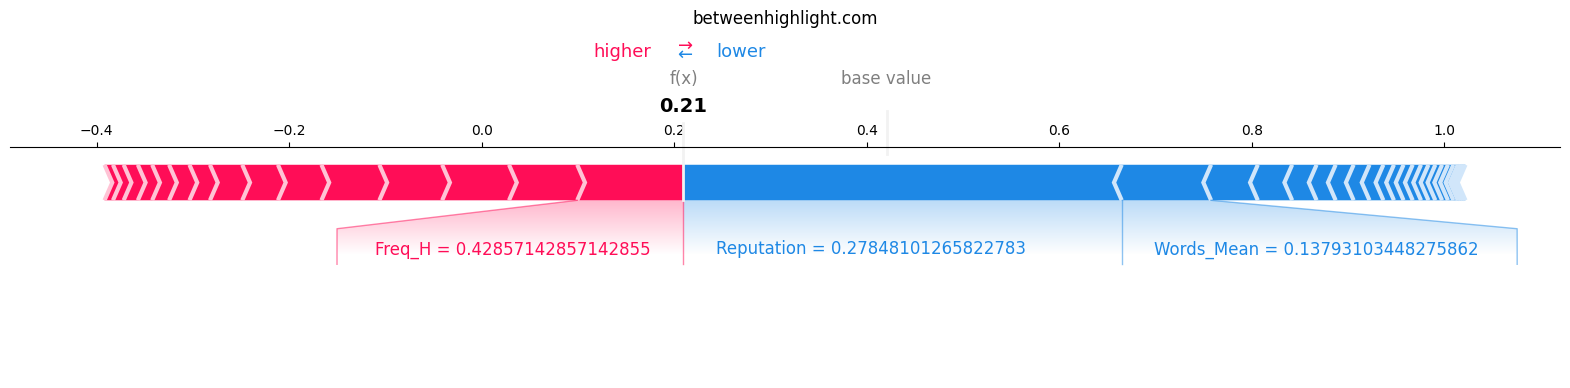 betweenhighlight.com
higher ⇄ lower
f(x) base value
0.21
−0.4 −0.2 0.0 0.2 0.4 0.6 0.8 1.0
Freq_H = 0.42857142857142855 Reputation = 0.27848101265822783 Words_Mean = 0.13793103448275862